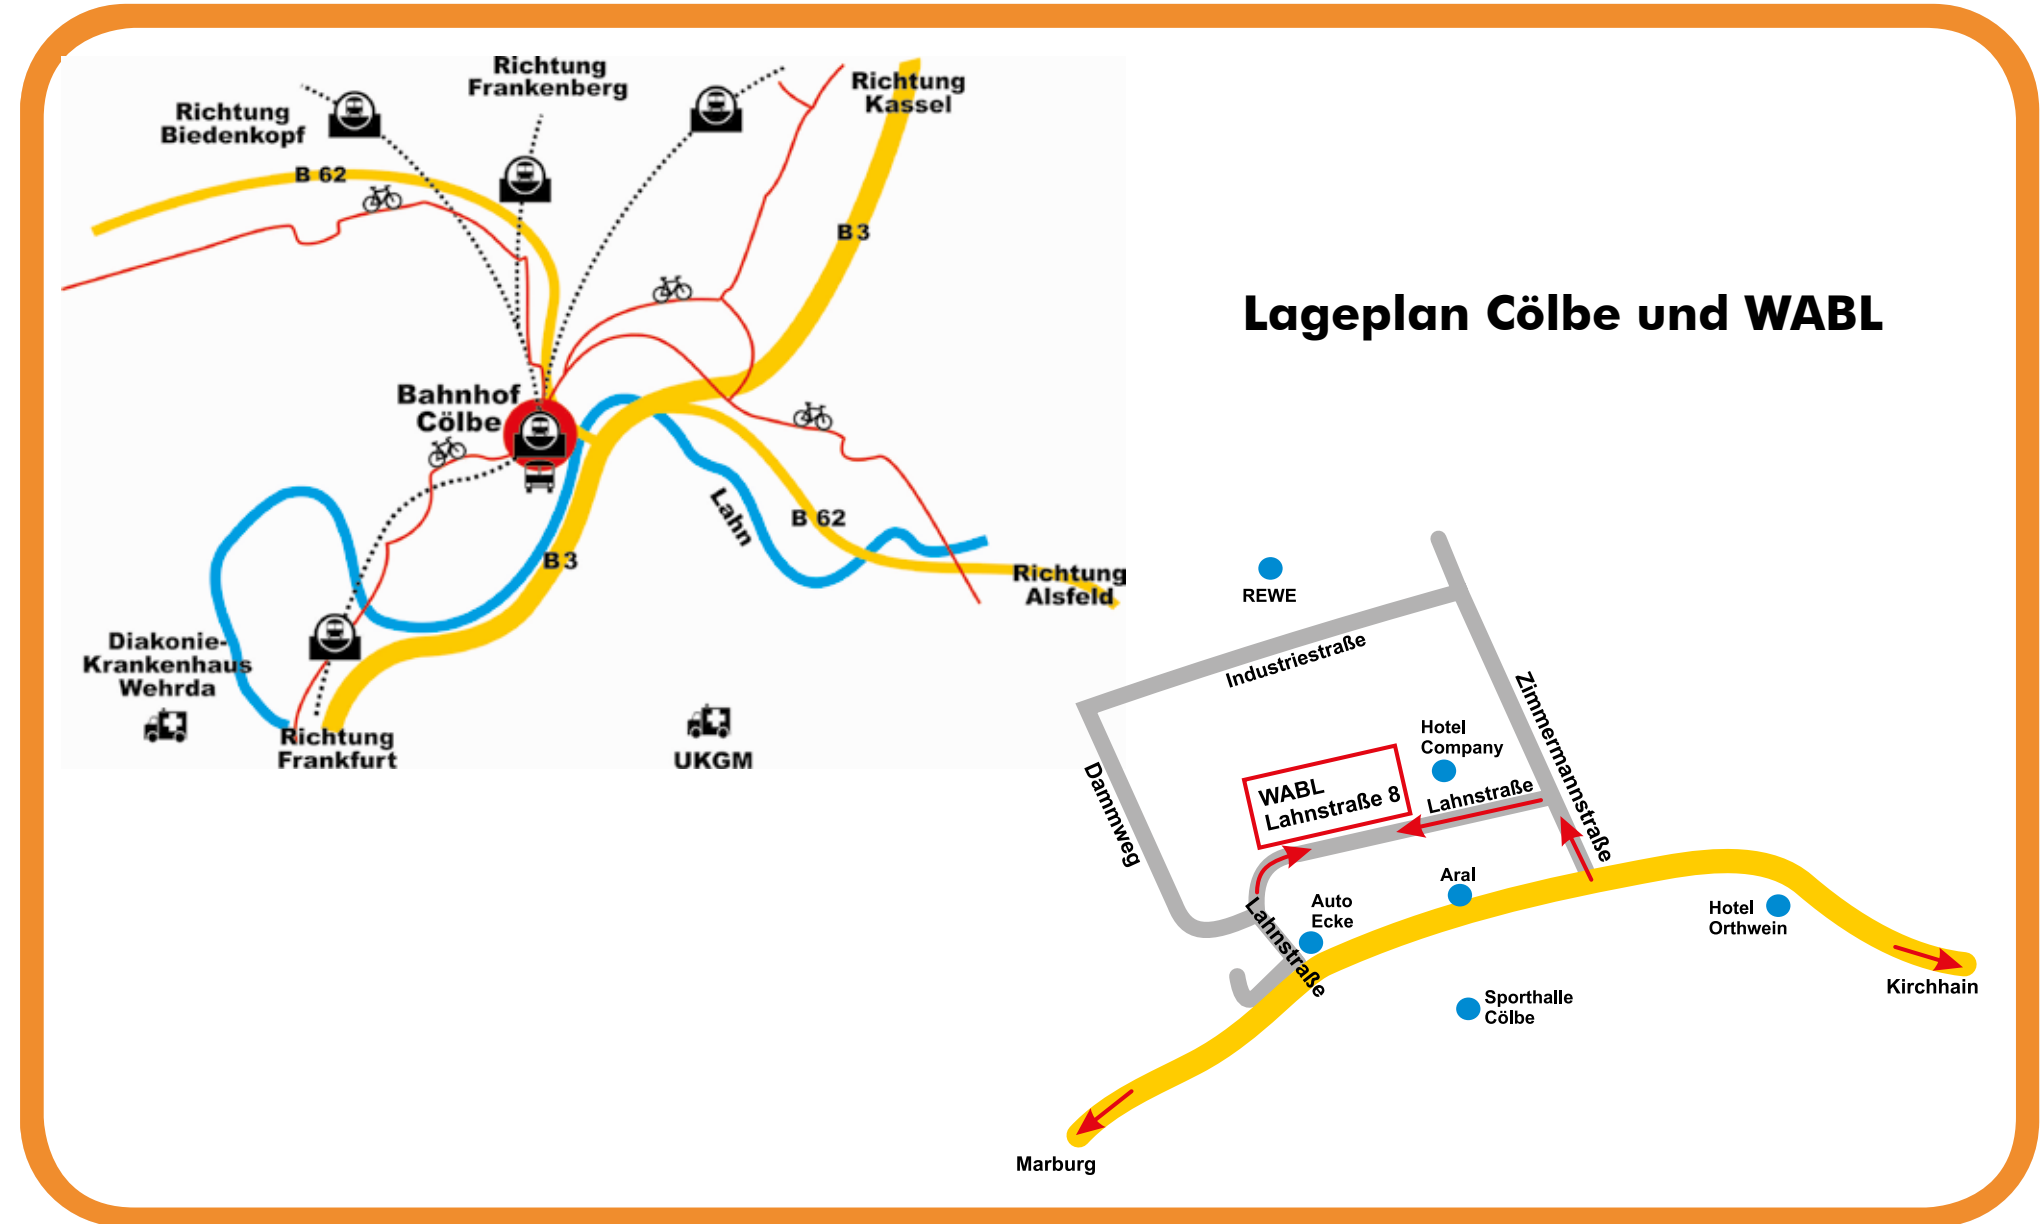 Richtung
Frankenberg
Richtung
Kassel
Richtung
Biedenkopf
B 62
B 3
Bahnhof
Cölbe
Lahn
B 62
B 3
Richtung
Alsfeld
Diakonie-
Krankenhaus
Wehrda
Richtung
Frankfurt
UKGM
Lageplan Cölbe und WABL
REWE
Industriestraße
Zimmermannstraße
Hotel
Company
Dammweg
WABL
Lahnstraße 8
Lahnstraße
Aral
Auto
Ecke
Lahnstraße
Hotel
Orthwein
Kirchhain
Sporthalle
Cölbe
Marburg